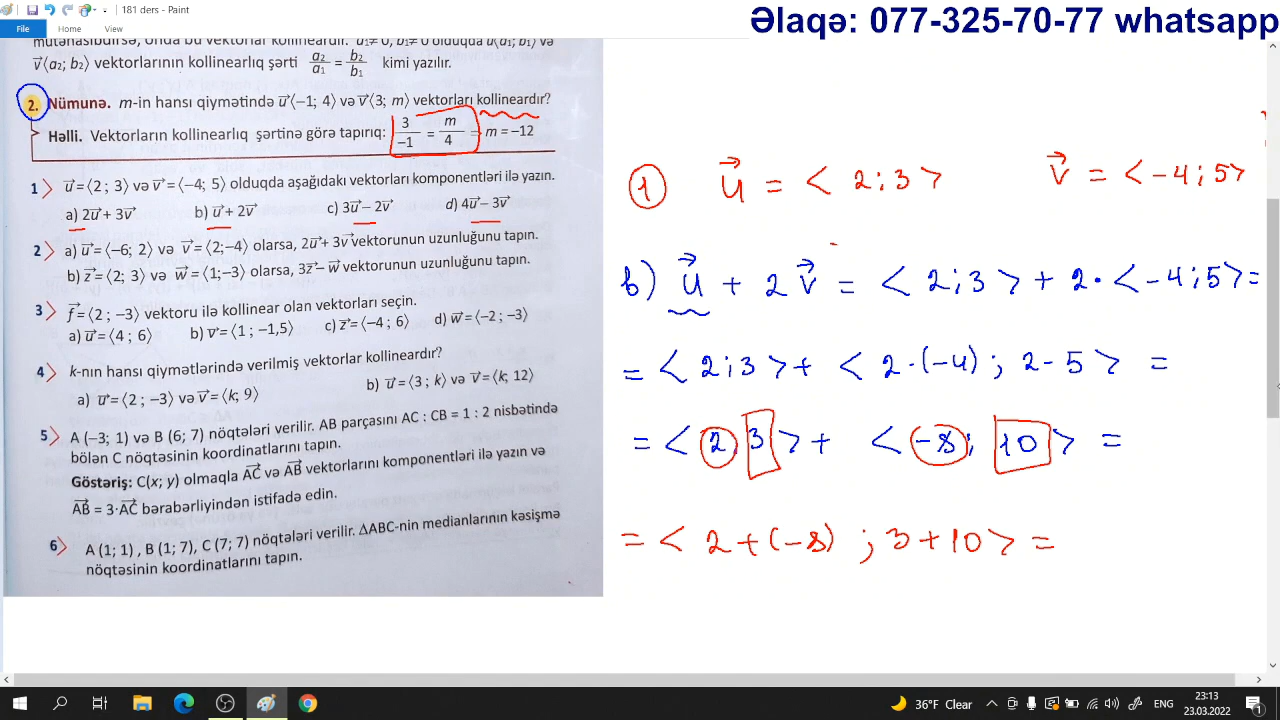 181 ders - Paint
Əlaqə: 077-325-70-77 whatsapp
File Home View
mütənasibdirsə, onda bu vektorlar kollineardır. a₁≠ 0, b₁≠ 0 olduqda u⃗⟨a₁; b₁⟩ və
v⃗⟨a₂; b₂⟩ vektorlarının kollinearlıq şərti a₂/a₁ = b₂/b₁ kimi yazılır.
2. Nümunə. m-in hansı qiymətində u⃗⟨−1; 4⟩ və v⃗⟨3; m⟩ vektorları kollineardır?
Həlli. Vektorların kollinearlıq şərtinə görə tapırıq: 3/−1 = m/4 m = −12
1 u⃗ = ⟨2 ; 3⟩ və v⃗ = ⟨−4; 5⟩ olduqda aşağıdakı vektorları komponentləri ilə yazın.
a) 2u⃗ + 3v⃗ b) u⃗ + 2v⃗ c) 3u⃗ − 2v⃗ d) 4u⃗ − 3v⃗
2 a) u⃗ = ⟨−6; 2⟩ və v⃗ = ⟨2;−4⟩ olarsa, 2u⃗ + 3v⃗ vektorunun uzunluğunu tapın.
b) z⃗ = ⟨2; 3⟩ və w⃗ = ⟨1;−3⟩ olarsa, 3z⃗ − w⃗ vektorunun uzunluğunu tapın.
3 f⃗ = ⟨2 ; −3⟩ vektoru ilə kollinear olan vektorları seçin.
a) u⃗ = ⟨4 ; 6⟩ b) v⃗ = ⟨1 ; −1,5⟩ c) z⃗ = ⟨−4 ; 6⟩ d) w⃗ = ⟨−2 ; −3⟩
4 k-nın hansı qiymətlərində verilmiş vektorlar kollineardır?
a) u⃗ = ⟨2 ; −3⟩ və v⃗ = ⟨k; 9⟩ b) u⃗ = ⟨3 ; k⟩ və v⃗ = ⟨k; 12⟩
5 A (−3; 1) və B (6; 7) nöqtələri verilir. AB parçasını AC : CB = 1 : 2 nisbətində
bölən C nöqtəsinin koordinatlarını tapın.
Göstəriş: C(x; y) olmaqla AC⃗ və AB⃗ vektorlarını komponentləri ilə yazın və
AB⃗ = 3·AC⃗ bərabərliyindən istifadə edin.
6 A (1; 1) , B (1; 7), C (7; 7) nöqtələri verilir. ΔABC-nin medianlarının kəsişmə
nöqtəsinin koordinatlarını tapın.
1 u⃗ = < 2 ; 3 > v⃗ = < -4 ; 5 >
b) u⃗ + 2 v⃗ = < 2 ; 3 > + 2 · < -4 ; 5 > =
= < 2 ; 3 > + < 2 · (-4) ; 2 - 5 > =
= < 2, 3 > + < -8 ; 10 > =
= < 2 + (-8) ; 3 + 10 > =
36°F Clear ENG 23:13
23.03.2022
1